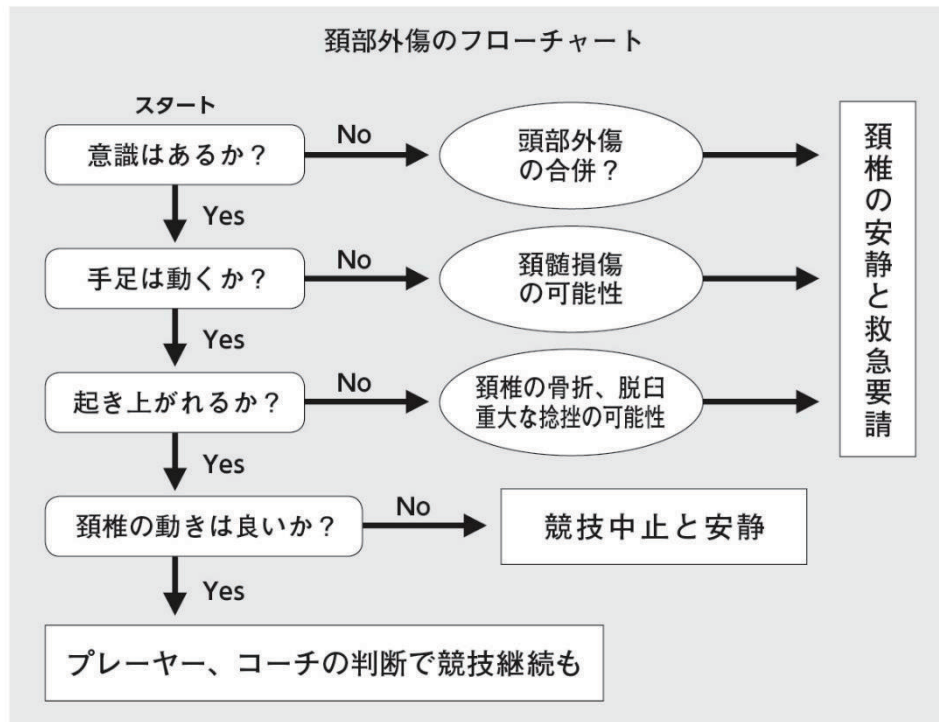 頚部外傷のフローチャート
スタート
意識はあるか？
No
頭部外傷
の合併？
Yes
手足は動くか？
No
頚髄損傷
の可能性
Yes
起き上がれるか？
No
頚椎の骨折、脱臼
重大な捻挫の可能性
頚椎の安静と救急要請
Yes
頚椎の動きは良いか？
No
競技中止と安静
Yes
プレーヤー、コーチの判断で競技継続も